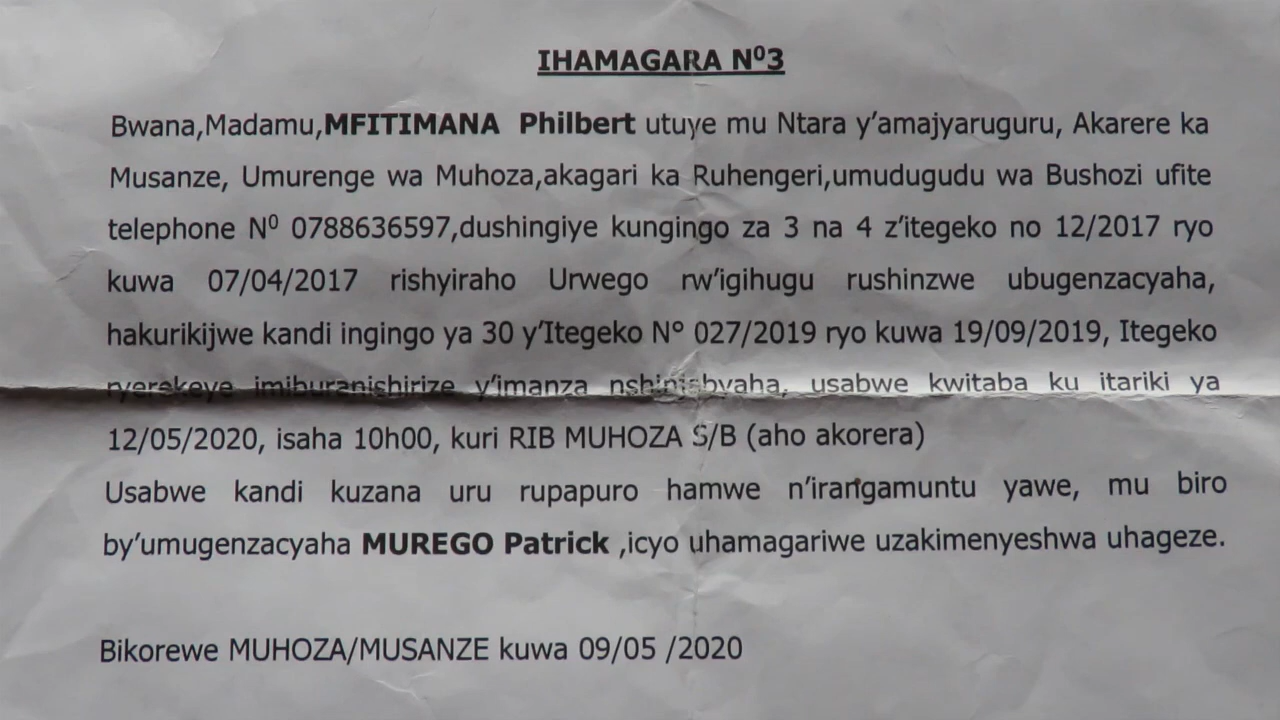 IHAMAGARA N⁰3
Bwana,Madamu,MFITIMANA Philbert utuye mu Ntara y'amajyaruguru, Akarere ka
Musanze, Umurenge wa Muhoza,akagari ka Ruhengeri,umudugudu wa Bushozi ufite
telephone N⁰ 0788636597,dushingiye kungingo za 3 na 4 z'itegeko no 12/2017 ryo
kuwa 07/04/2017 rishyiraho Urwego rw'igihugu rushinzwe ubugenzacyaha,
hakurikijwe kandi ingingo ya 30 y'Itegeko N° 027/2019 ryo kuwa 19/09/2019, Itegeko
ryerekeye imiburanishirize y'imanza nshinjabyaha, usabwe kwitaba ku itariki ya
12/05/2020, isaha 10h00, kuri RIB MUHOZA S/B (aho akorera)
Usabwe kandi kuzana uru rupapuro hamwe n'irangamuntu yawe, mu biro
by'umugenzacyaha MUREGO Patrick ,icyo uhamagariwe uzakimenyeshwa uhageze.
Bikorewe MUHOZA/MUSANZE kuwa 09/05 /2020